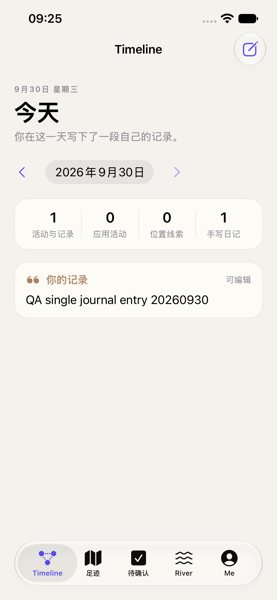 09:25
Timeline
9月30日 星期三
今天
你在这一天写下了一段自己的记录。
2026年9月30日
1 0 0 1
活动与记录 应用活动 位置线索 手写日记
你的记录 可编辑
QA single journal entry 20260930
Timeline 足迹 待确认 River Me